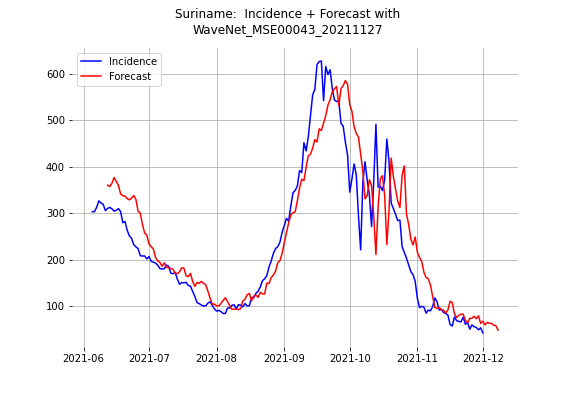 Suriname:  Incidence + Forecast with
WaveNet_MSE00043_20211127
Incidence
Forecast
600
500
400
300
200
100
2021-06 2021-07 2021-08 2021-09 2021-10 2021-11 2021-12